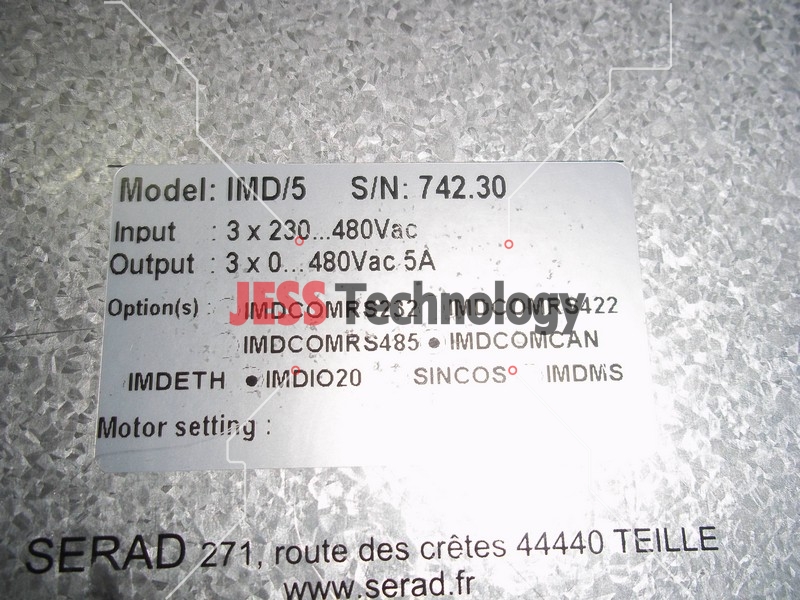 Model: IMD/5 S/N: 742.30
Input : 3 x 230...480Vac
Output : 3 x 0...480Vac 5A
Option(s) : IMDCOMRS232 IMDCOMRS422
JESS Technology
IMDCOMRS485 • IMDCOMCAN
IMDETH • IMDIO20 SINCOS IMDMS
Motor setting :
SERAD 271, route des crêtes 44440 TEILLE
www.serad.fr